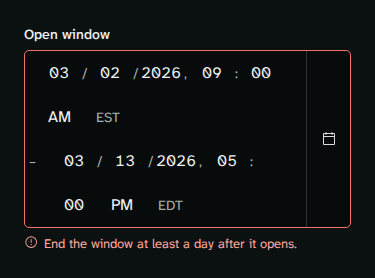 Open window
03 / 02 /2026, 09 : 00
AM EST
– 03 / 13 /2026, 05 :
00 PM EDT
End the window at least a day after it opens.